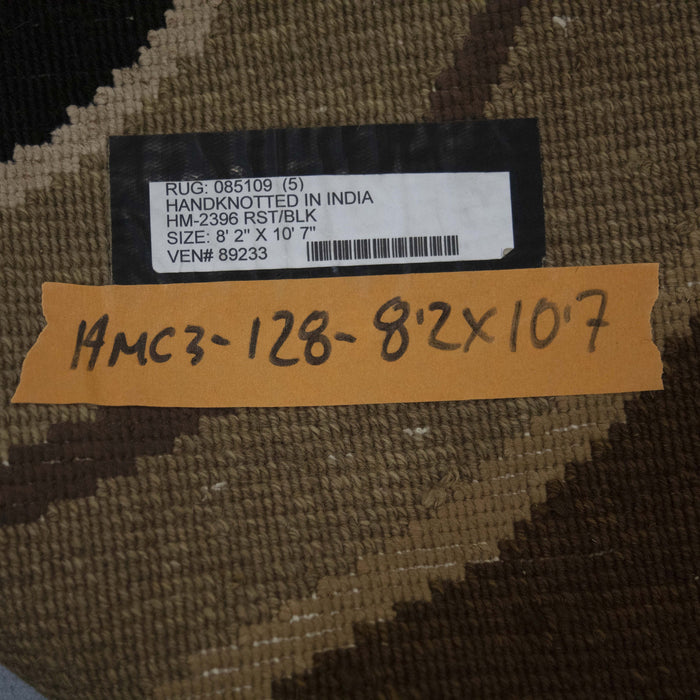 RUG: 085109 (5)
HANDKNOTTED IN INDIA
HM-2396 RST/BLK
SIZE: 8' 2" X 10' 7"
VEN# 89233
HMC3-128-8'2X10'7